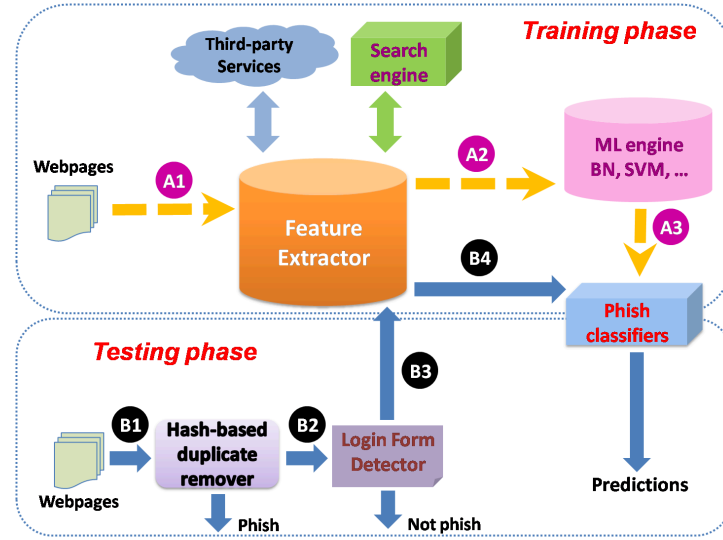 Training phase
Third-party
Services
Search
engine
ML engine
BN, SVM, ...
Webpages
A1
A2
A3
Feature
Extractor
B4
Phish
classifiers
Testing phase
B3
B1
Hash-based
duplicate
remover
B2
Login Form
Detector
Webpages
Phish
Not phish
Predictions